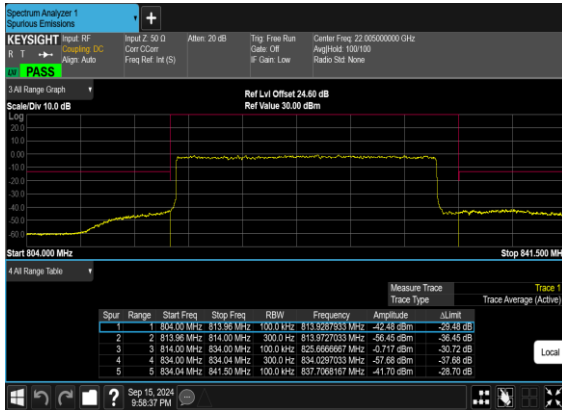 Spectrum Analyzer 1
Spurious Emissions
+
KEYSIGHT Input: RF Input Z: 50 Ω Atten: 20 dB Trig: Free Run Center Freq: 22.005000000 GHz
R T Coupling: DC Corr CCorr Gate: Off Avg|Hold: 100/100
Align: Auto Freq Ref: Int (S) IF Gain: Low Radio Std: None
LXI PASS
3 All Range Graph
Ref Lvl Offset 24.60 dB
Scale/Div 10.0 dB Ref Value 30.00 dBm
Log
20.0
10.0
0.00
-10.0
-20.0
-30.0
-40.0
-50.0
-60.0
Start 804.000 MHz Stop 841.500 MH
4 All Range Table
Measure Trace Trace 1
Trace Type Trace Average (Active)
Spur Range Start Freq Stop Freq RBW Frequency Amplitude ΔLimit
1 1 804.00 MHz 813.96 MHz 100.0 kHz 813.9287933 MHz -42.48 dBm -29.48 dB
2 2 813.96 MHz 814.00 MHz 300.0 Hz 813.9727033 MHz -56.45 dBm -36.45 dB
3 3 814.00 MHz 834.00 MHz 100.0 kHz 825.6666667 MHz -0.717 dBm -30.72 dB
4 4 834.00 MHz 834.04 MHz 300.0 Hz 834.0297033 MHz -57.68 dBm -37.68 dB
5 5 834.04 MHz 841.50 MHz 100.0 kHz 837.7068167 MHz -41.70 dBm -28.70 dB
Local
? Sep 15, 2024
9:58:37 PM